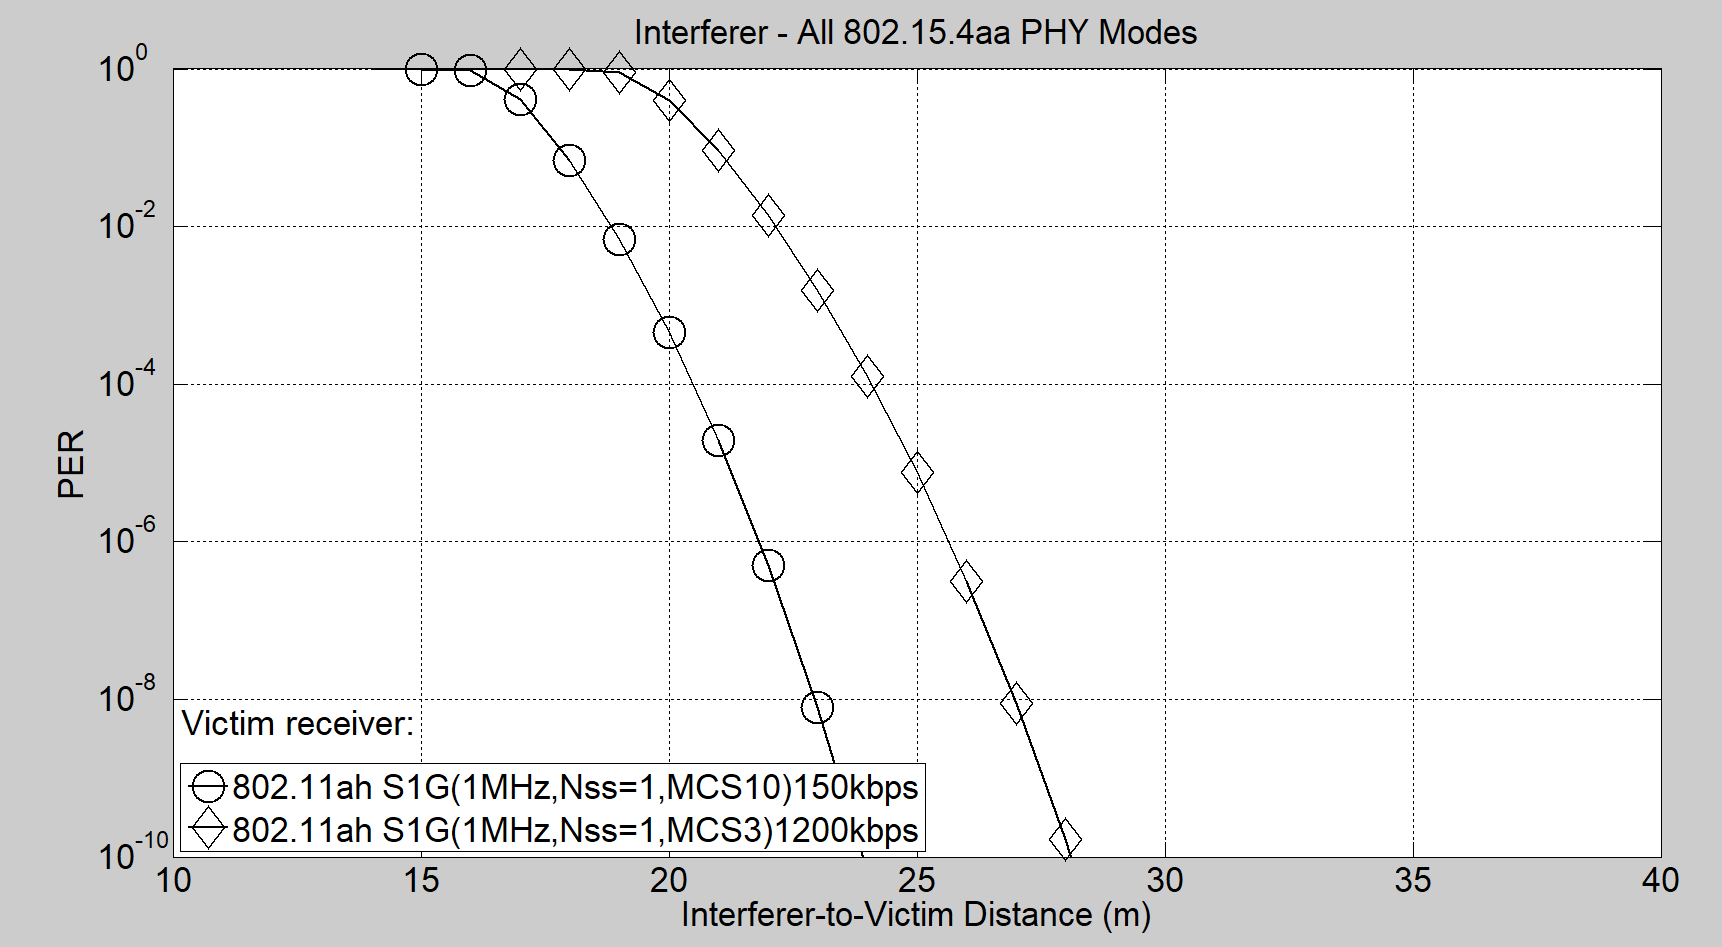 Interferer - All 802.15.4aa PHY Modes
10^0
10^-2
10^-4
10^-6
10^-8
10^-10
PER
Victim receiver:
802.11ah S1G(1MHz,Nss=1,MCS10)150kbps
802.11ah S1G(1MHz,Nss=1,MCS3)1200kbps
10 15 20 25 30 35 40
Interferer-to-Victim Distance (m)